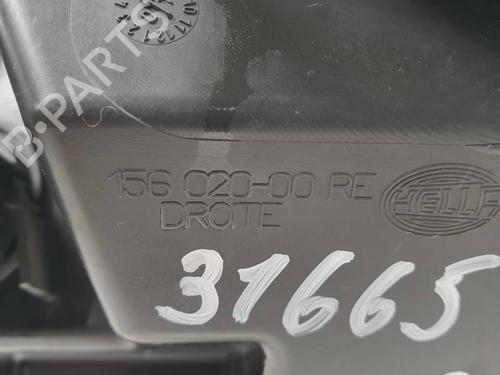 B-PARTS
156 020-00 RE
DROITE
HELLA
31665